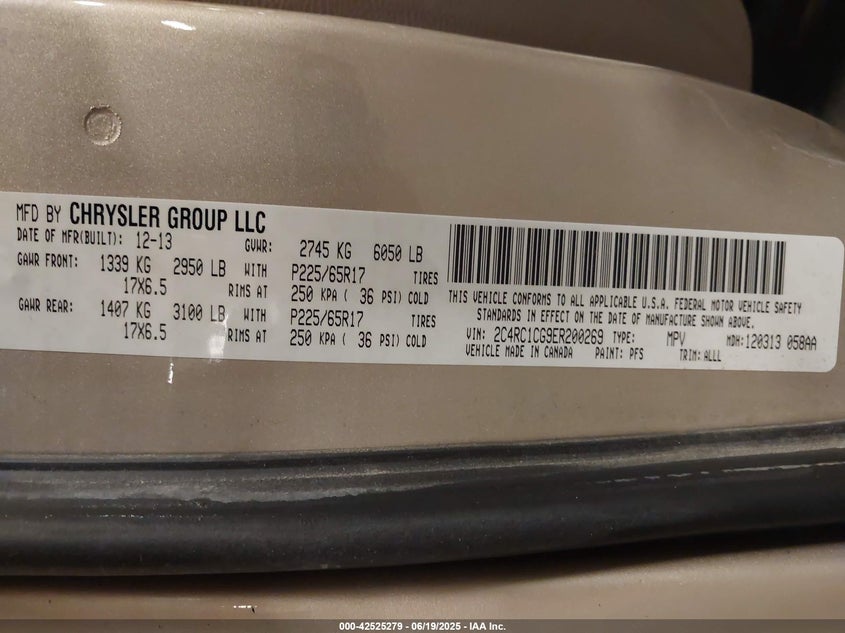 MFD BY CHRYSLER GROUP LLC
DATE OF MFR(BUILT): 12-13 GVWR: 2745 KG 6050 LB
GAWR FRONT: 1339 KG 2950 LB WITH P225/65R17 TIRES
17X6.5 RIMS AT 250 KPA ( 36 PSI) COLD
GAWR REAR: 1407 KG 3100 LB WITH P225/65R17 TIRES
17X6.5 RIMS AT 250 KPA ( 36 PSI) COLD
THIS VEHICLE CONFORMS TO ALL APPLICABLE U.S.A. FEDERAL MOTOR VEHICLE SAFETY
STANDARDS IN EFFECT ON THE DATE OF MANUFACTURE SHOWN ABOVE.
VIN: 2C4RC1CG9ER200269 TYPE: MPV MDH: 120313 058AA
VEHICLE MADE IN CANADA PAINT: PFS TRIM: ALLL
000-42525279 - 06/19/2025 - IAA Inc.